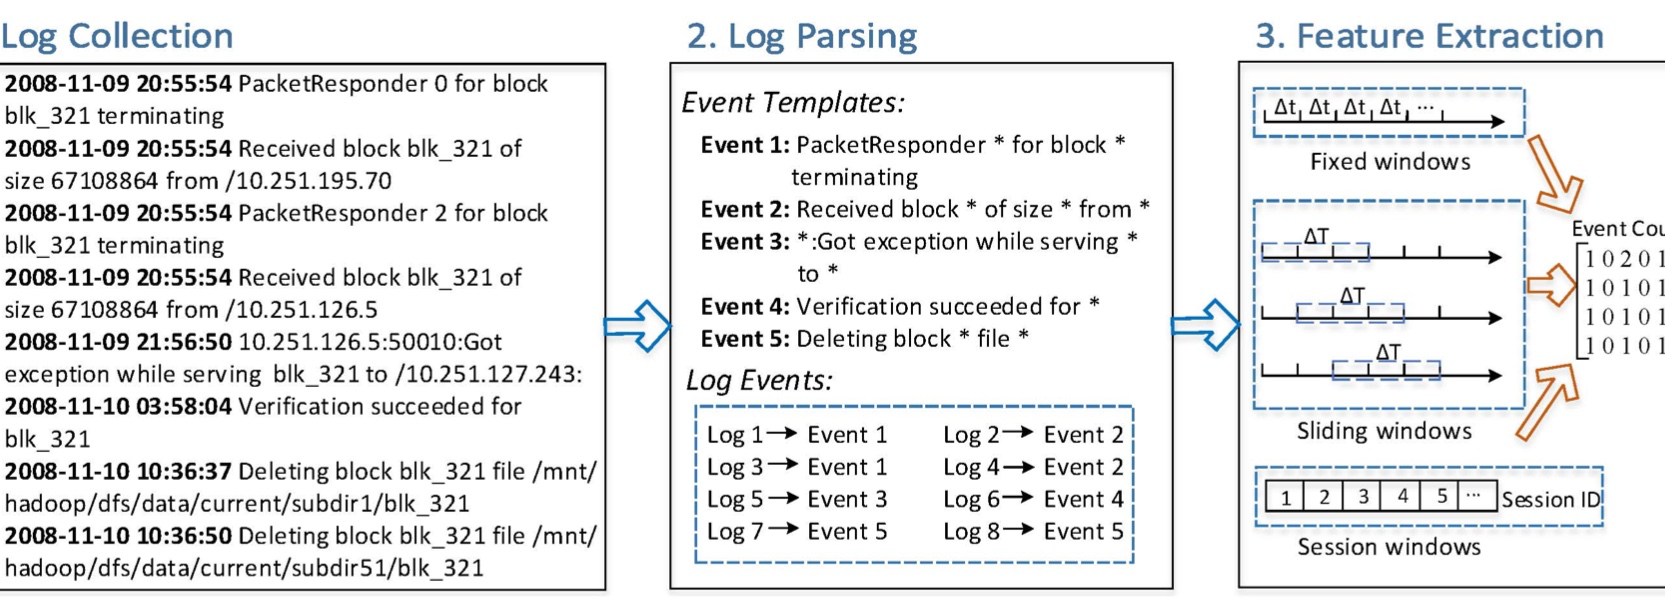 Log Collection
2008-11-09 20:55:54 PacketResponder 0 for block
blk_321 terminating
2008-11-09 20:55:54 Received block blk_321 of
size 67108864 from /10.251.195.70
2008-11-09 20:55:54 PacketResponder 2 for block
blk_321 terminating
2008-11-09 20:55:54 Received block blk_321 of
size 67108864 from /10.251.126.5
2008-11-09 21:56:50 10.251.126.5:50010:Got
exception while serving blk_321 to /10.251.127.243:
2008-11-10 03:58:04 Verification succeeded for
blk_321
2008-11-10 10:36:37 Deleting block blk_321 file /mnt/
hadoop/dfs/data/current/subdir1/blk_321
2008-11-10 10:36:50 Deleting block blk_321 file /mnt/
hadoop/dfs/data/current/subdir51/blk_321
2. Log Parsing
Event Templates:
Event 1: PacketResponder * for block *
terminating
Event 2: Received block * of size * from *
Event 3: *:Got exception while serving *
to *
Event 4: Verification succeeded for *
Event 5: Deleting block * file *
Log Events:
Log 1→ Event 1 Log 2→ Event 2
Log 3→ Event 1 Log 4→ Event 2
Log 5→ Event 3 Log 6→ Event 4
Log 7→ Event 5 Log 8→ Event 5
3. Feature Extraction
Δt Δt Δt Δt ...
Fixed windows
ΔT
ΔT
ΔT
Sliding windows
1 2 3 4 5 ... Session ID
Session windows
Event Cou
1 0 2 0 1
1 0 1 0 1
1 0 1 0 1
1 0 1 0 1